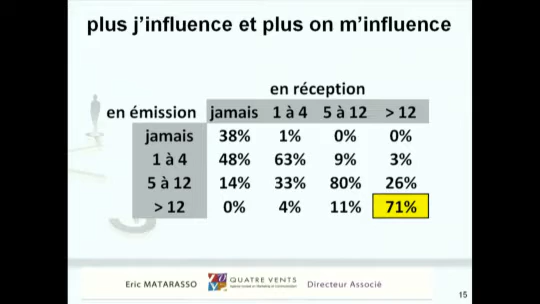 plus j'influence et plus on m'influence
en réception
en émission jamais 1 à 4 5 à 12 > 12
jamais 38% 1% 0% 0%
1 à 4 48% 63% 9% 3%
5 à 12 14% 33% 80% 26%
> 12 0% 4% 11% 71%
Eric MATARASSO QUATRE VENTS Directeur Associé
15